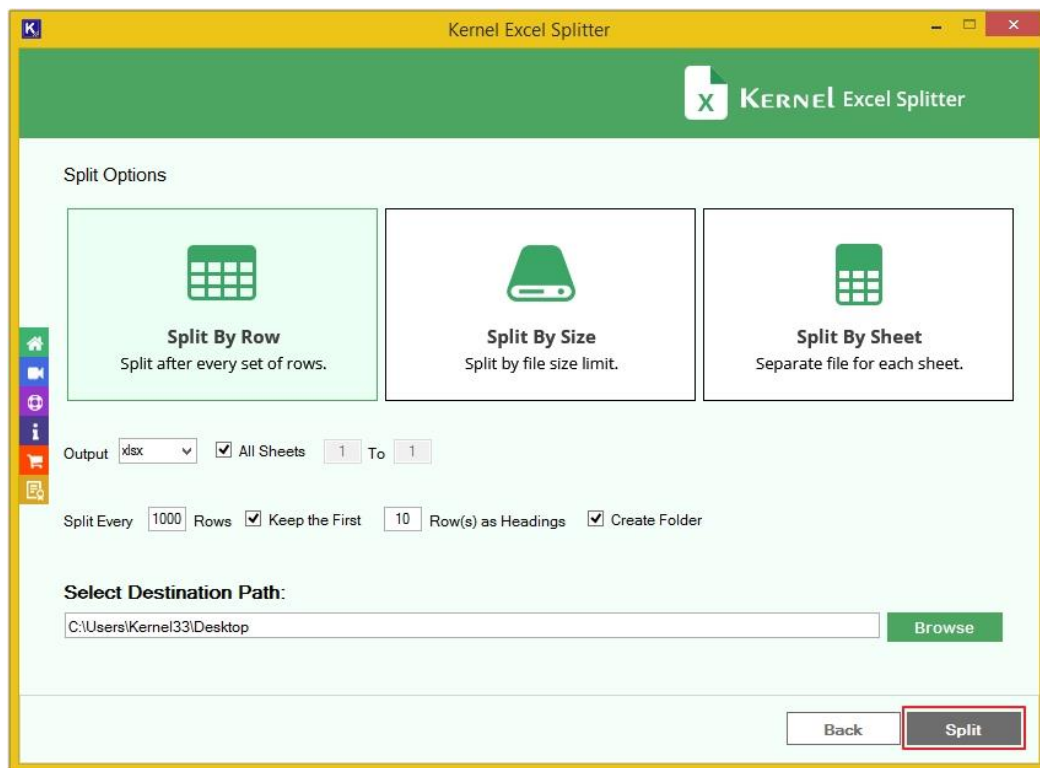 K
Kernel Excel Splitter
X KERNEL Excel Splitter
Split Options
Split By Row
Split after every set of rows.
Split By Size
Split by file size limit.
Split By Sheet
Separate file for each sheet.
Output xlsx All Sheets 1 To 1
Split Every 1000 Rows Keep the First 10 Row(s) as Headings Create Folder
Select Destination Path:
C:\Users\Kernel33\Desktop Browse
Back Split